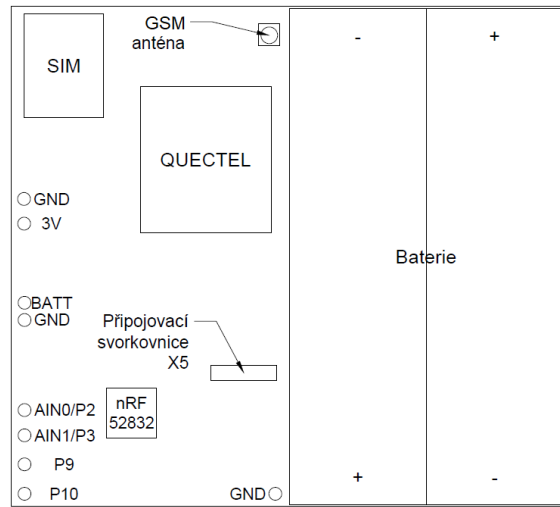 GSM
anténa
SIM
- +
QUECTEL
GND
3V
Baterie
BATT
GND
Připojovací
svorkovnice
X5
AIN0/P2
nRF
52832
AIN1/P3
P9
P10
GND
+ -